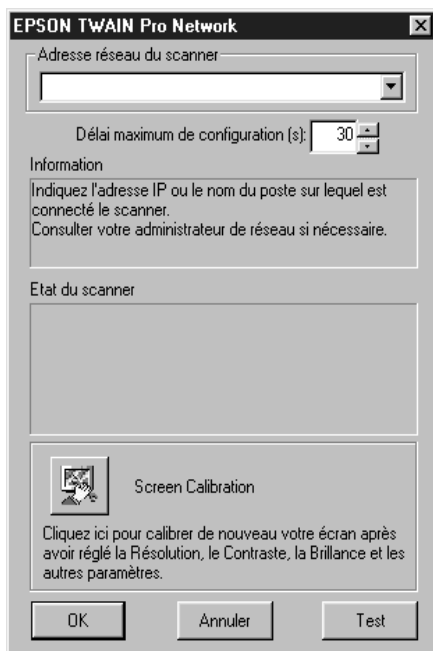 EPSON TWAIN Pro Network
Adresse réseau du scanner
Délai maximum de configuration (s): 30
Information
Indiquez l'adresse IP ou le nom du poste sur lequel est
connecté le scanner.
Consulter votre administrateur de réseau si nécessaire.
Etat du scanner
Screen Calibration
Cliquez ici pour calibrer de nouveau votre écran après
avoir réglé la Résolution, le Contraste, la Brillance et les
autres paramètres.
OK Annuler Test